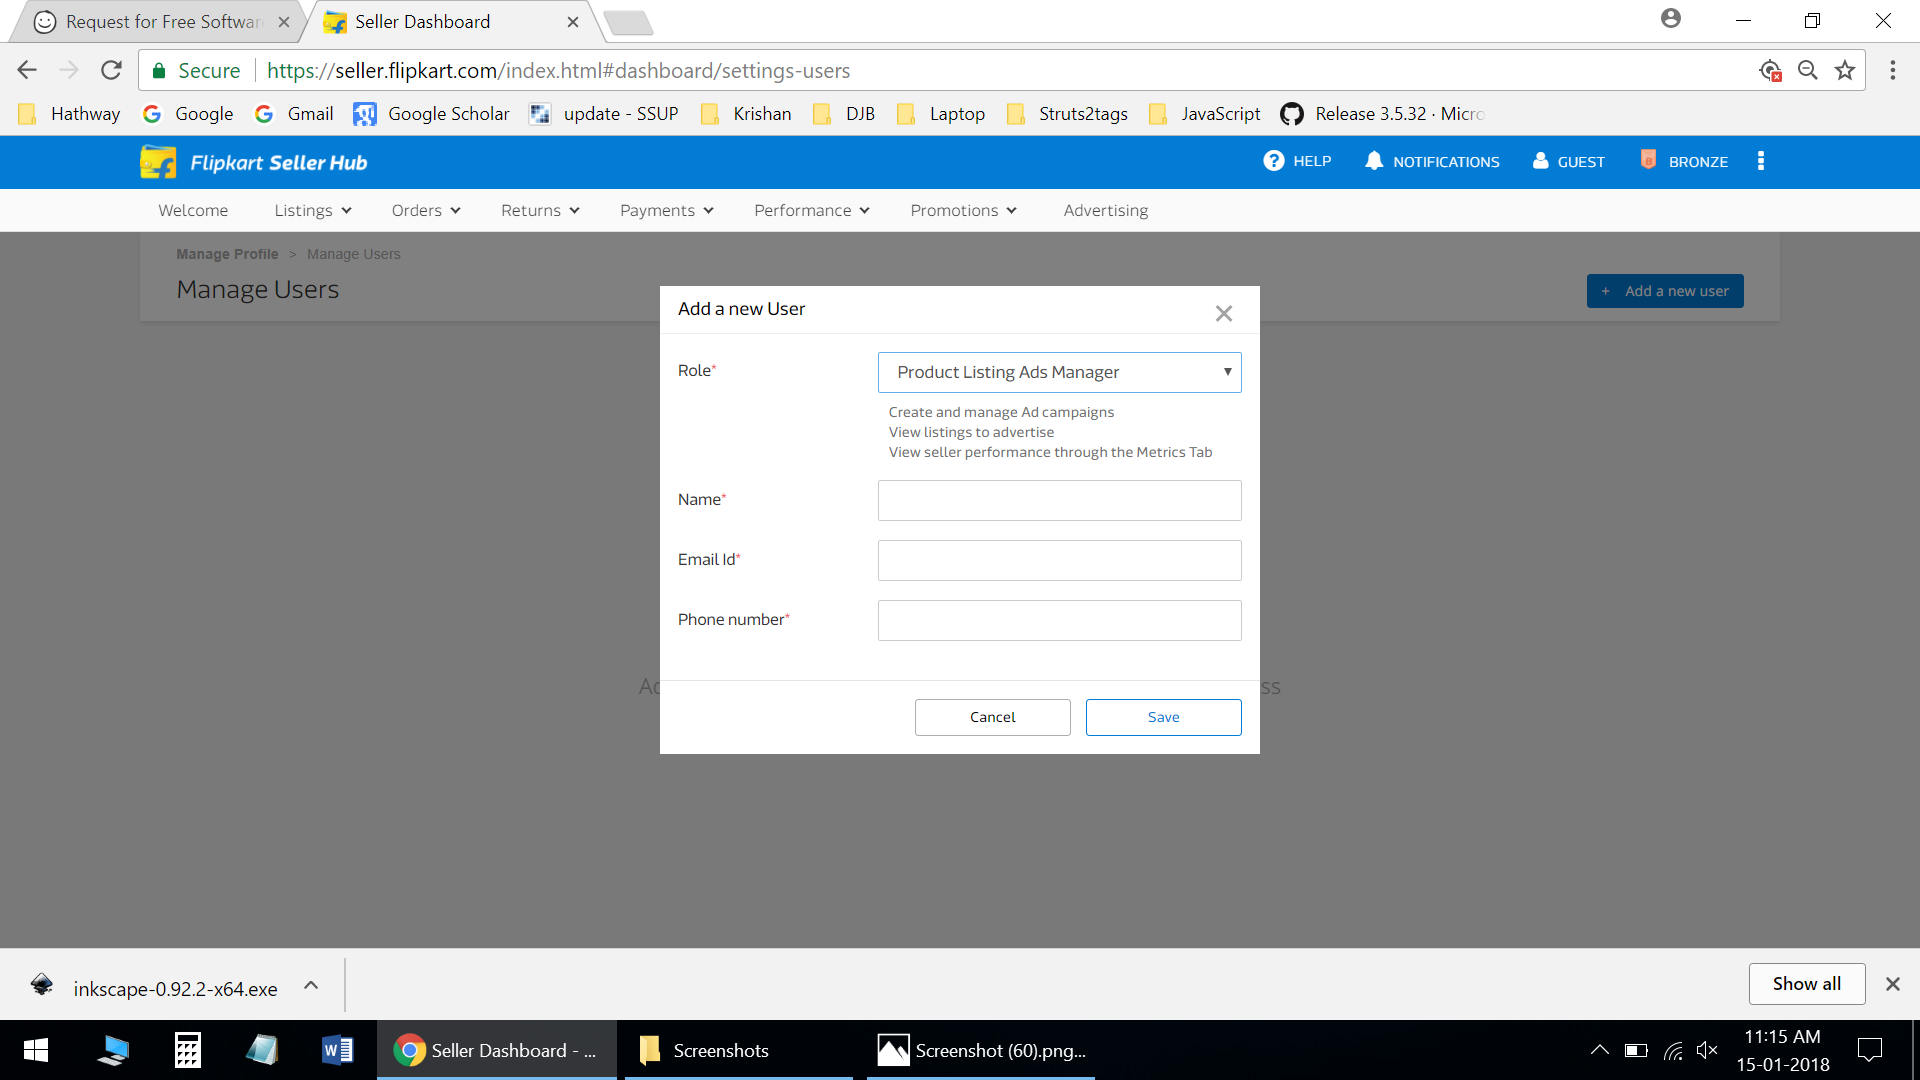 Request for Free Softwar
Seller Dashboard
Secure
https://seller.flipkart.com/index.html#dashboard/settings-users
Hathway
Google
Gmail
Google Scholar
update - SSUP
Krishan
DJB
Laptop
Struts2tags
JavaScript
Release 3.5.32 · Micro
Flipkart Seller Hub
HELP
NOTIFICATIONS
GUEST
BRONZE
Welcome
Listings
Orders
Returns
Payments
Performance
Promotions
Advertising
Manage Profile > Manage Users
Manage Users
+ Add a new user
Add a new User
Role*
Product Listing Ads Manager
Create and manage Ad campaigns
View listings to advertise
View seller performance through the Metrics Tab
Name*
Email Id*
Phone number*
Cancel
Save
inkscape-0.92.2-x64.exe
Show all
Seller Dashboard - ...
Screenshots
Screenshot (60).png...
11:15 AM
15-01-2018